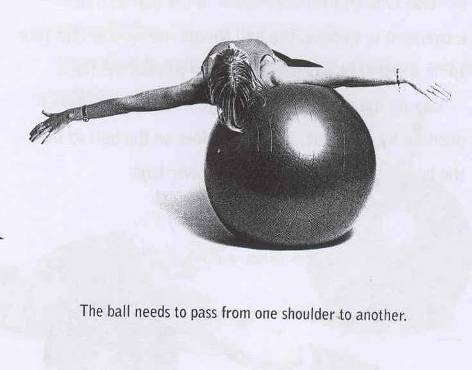 The ball needs to pass from one shoulder to another.